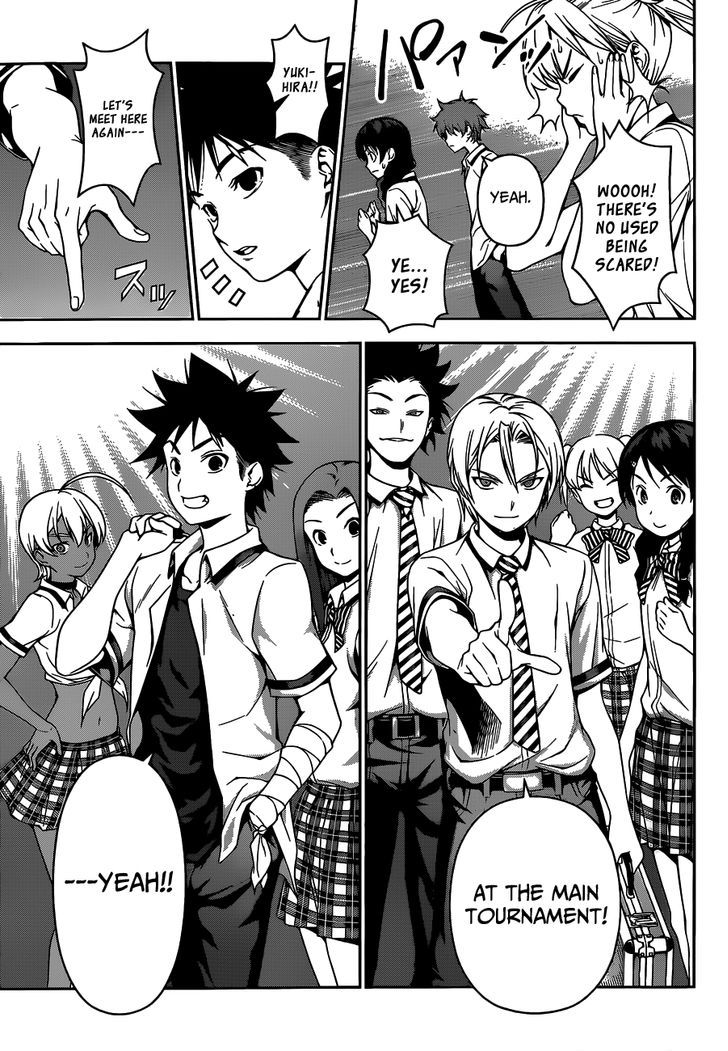 パァン
WOOOH!
THERE'S
NO USED
BEING
SCARED!
YEAH.
YE...
YES!
YUKI-
HIRA!!
LET'S
MEET HERE
AGAIN---
スッ
AT THE MAIN
TOURNAMENT!
---YEAH!!